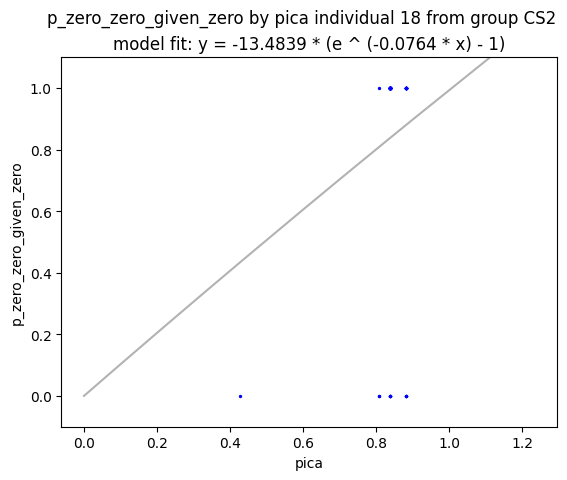 p_zero_zero_given_zero by pica individual 18 from group CS2
model fit: y = -13.4839 * (e ^ (-0.0764 * x) - 1)
1.0
0.8
0.6
0.4
0.2
0.0
p_zero_zero_given_zero
0.0 0.2 0.4 0.6 0.8 1.0 1.2
pica